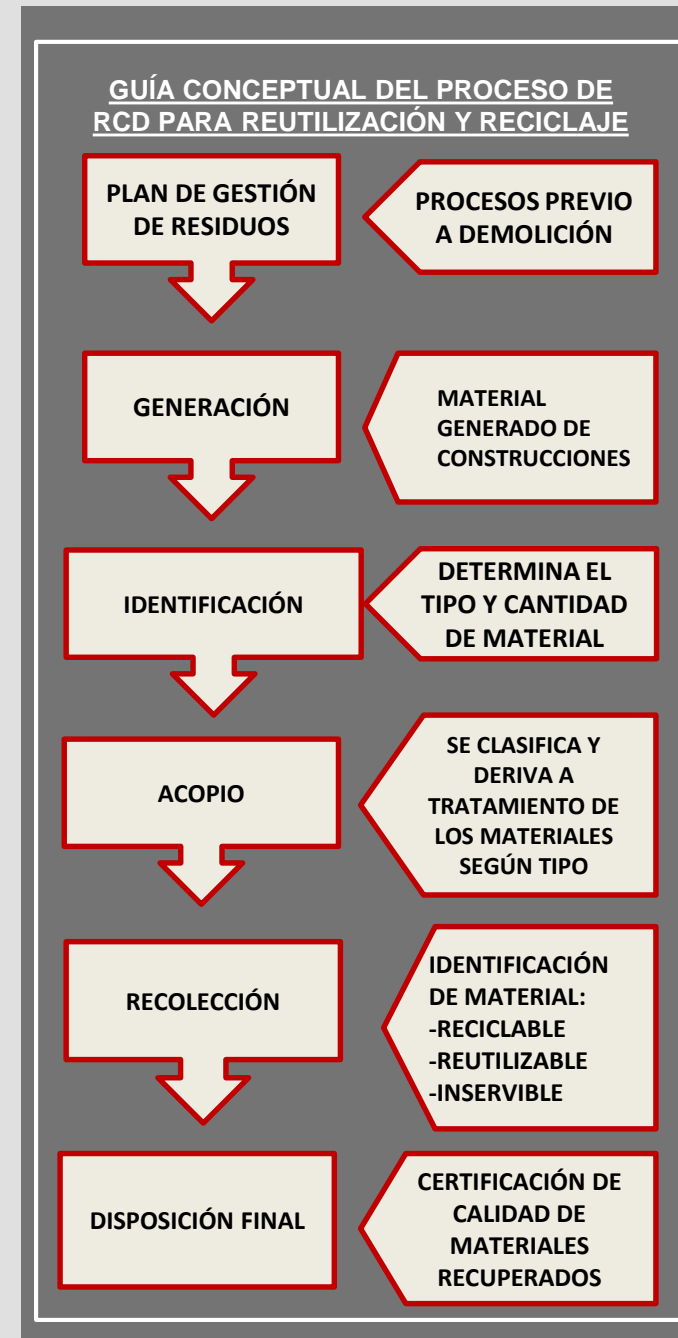 GUÍA CONCEPTUAL DEL PROCESO DE
RCD PARA REUTILIZACIÓN Y RECICLAJE
PLAN DE GESTIÓN
DE RESIDUOS
PROCESOS PREVIO
A DEMOLICIÓN
GENERACIÓN
MATERIAL
GENERADO DE
CONSTRUCCIONES
IDENTIFICACIÓN
DETERMINA EL
TIPO Y CANTIDAD
DE MATERIAL
ACOPIO
SE CLASIFICA Y
DERIVA A
TRATAMIENTO DE
LOS MATERIALES
SEGÚN TIPO
RECOLECCIÓN
IDENTIFICACIÓN
DE MATERIAL:
-RECICLABLE
-REUTILIZABLE
-INSERVIBLE
DISPOSICIÓN FINAL
CERTIFICACIÓN DE
CALIDAD DE
MATERIALES
RECUPERADOS